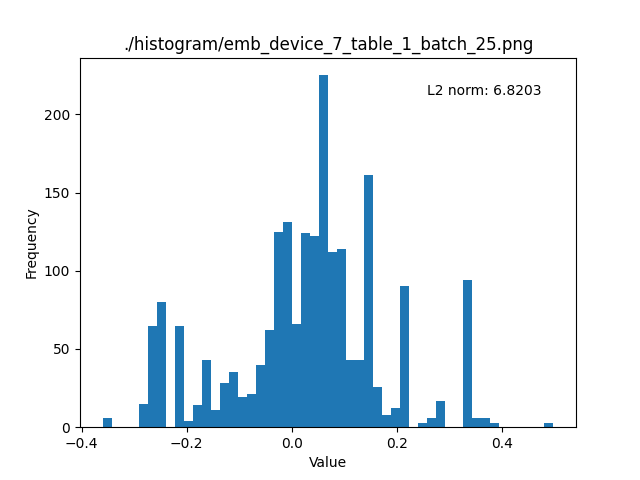 ./histogram/emb_device_7_table_1_batch_25.png
L2 norm: 6.8203
Frequency
200
150
100
50
0
−0.4 −0.2 0.0 0.2 0.4
Value